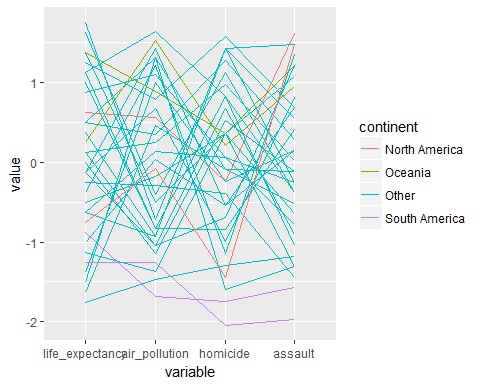 continent
North America
Oceania
Other
South America
value
1
0
-1
-2
life_expectancy
air_pollution
homicide
assault
variable